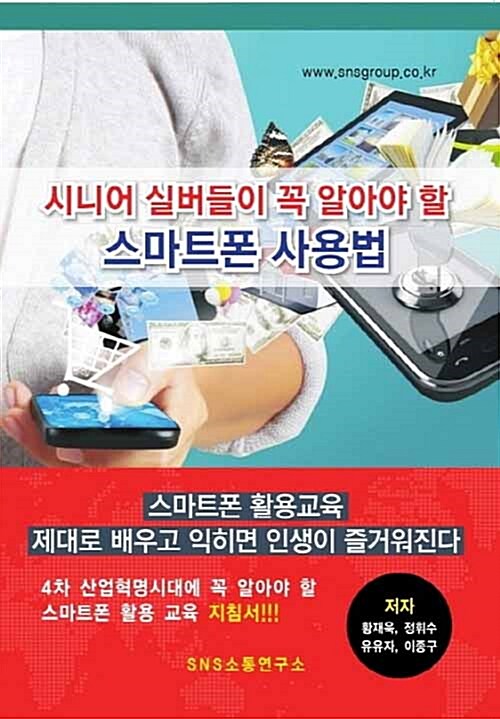 www.snsgroup.co.kr
시니어 실버들이 꼭 알아야 할
스마트폰 사용법
스마트폰 활용교육
제대로 배우고 익히면 인생이 즐거워진다
4차 산업혁명시대에 꼭 알아야 할
스마트폰 활용 교육 지침서!!!
저자
황재욱, 정휘수
유유자, 이종구
SNS소통연구소